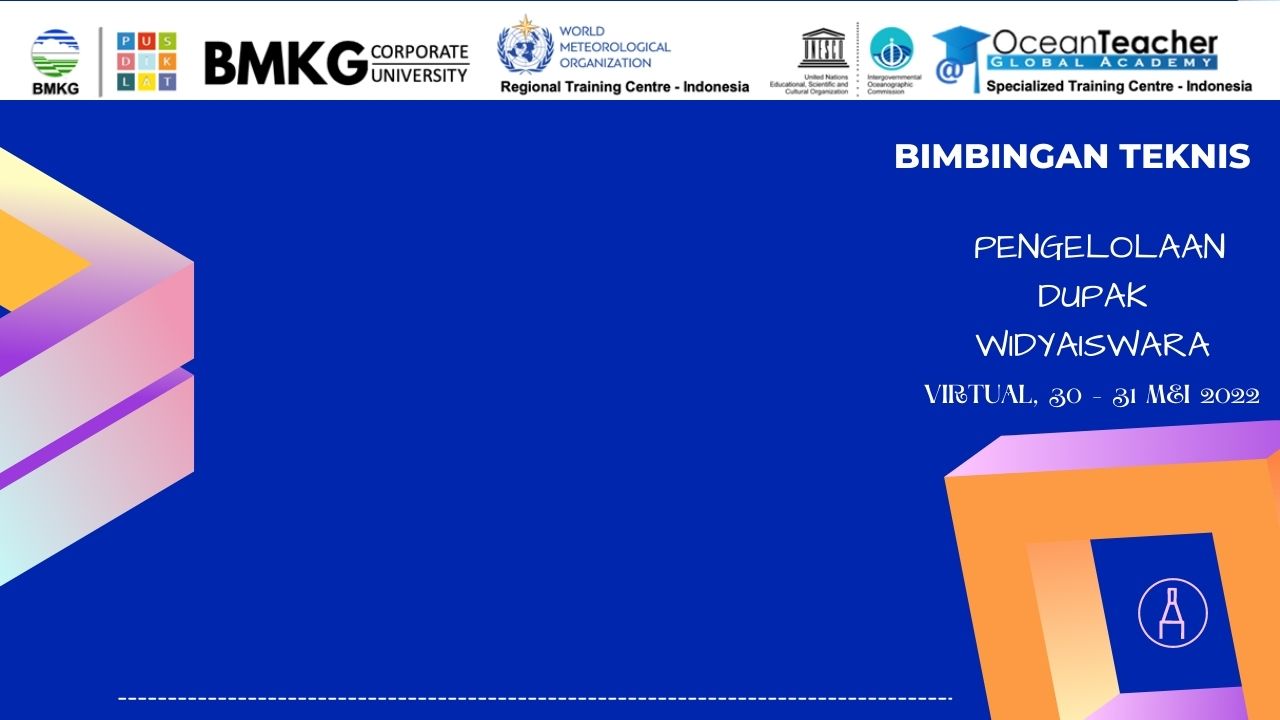 BMKG
PUS
DIK
LAT
BMKG CORPORATE
UNIVERSITY
WORLD
METEOROLOGICAL
ORGANIZATION
Regional Training Centre - Indonesia
UNESCO
United Nations
Educational, Scientific and
Cultural Organization
Intergovernmental
Oceanographic
Commission
@
OceanTeacher
GLOBAL ACADEMY
Specialized Training Centre - Indonesia
BIMBINGAN TEKNIS
PENGELOLAAN
DUPAK
WIDYAISWARA
VIRTUAL, 30 - 31 MEI 2022